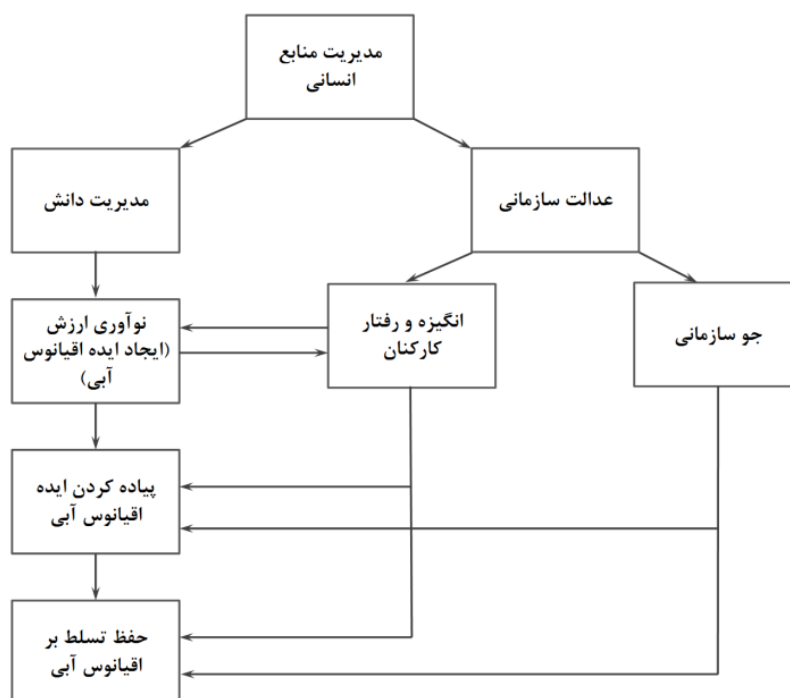 مدیریت منابع
انسانی
مدیریت دانش
عدالت سازمانی
نوآوری ارزش
(ایجاد ایده اقیانوس
آبی)
انگیزه و رفتار
کارکنان
جو سازمانی
پیاده کردن ایده
اقیانوس آبی
حفظ تسلط بر
اقیانوس آبی